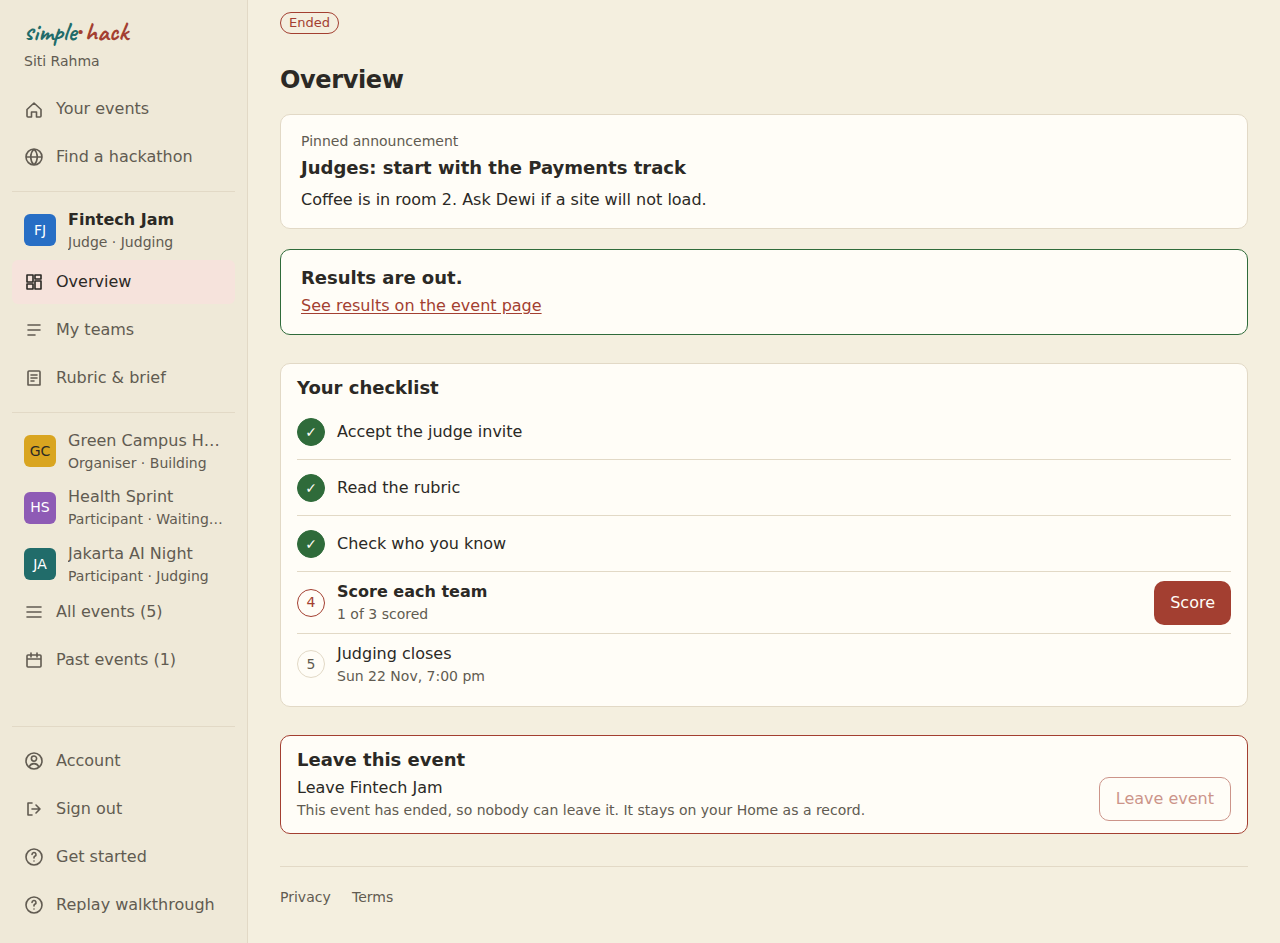 simple·hack
Siti Rahma
Your events
Find a hackathon
FJ
Fintech Jam
Judge · Judging
Overview
My teams
Rubric & brief
GC
Green Campus H…
Organiser · Building
HS
Health Sprint
Participant · Waiting…
JA
Jakarta AI Night
Participant · Judging
All events (5)
Past events (1)
Account
Sign out
Get started
Replay walkthrough
Ended
Overview
Pinned announcement
Judges: start with the Payments track
Coffee is in room 2. Ask Dewi if a site will not load.
Results are out.
See results on the event page
Your checklist
✓ Accept the judge invite
✓ Read the rubric
✓ Check who you know
4 Score each team
1 of 3 scored
Score
5 Judging closes
Sun 22 Nov, 7:00 pm
Leave this event
Leave Fintech Jam
This event has ended, so nobody can leave it. It stays on your Home as a record.
Leave event
Privacy Terms